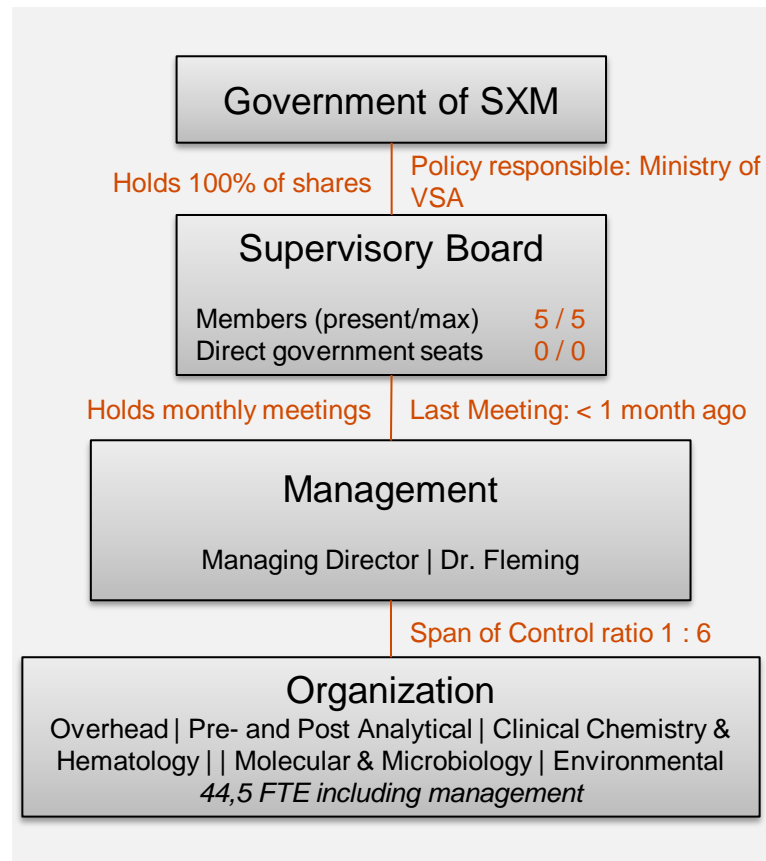 Government of SXM
Holds 100% of shares
Policy responsible: Ministry of
VSA
Supervisory Board
Members (present/max) 5 / 5
Direct government seats 0 / 0
Holds monthly meetings
Last Meeting: < 1 month ago
Management
Managing Director | Dr. Fleming
Span of Control ratio 1 : 6
Organization
Overhead | Pre- and Post Analytical | Clinical Chemistry &
Hematology | | Molecular & Microbiology | Environmental
44,5 FTE including management